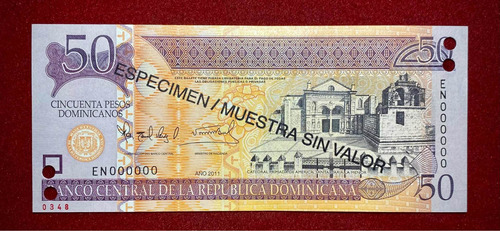 50
50
ESPECIMEN / MUESTRA SIN VALOR
CINCUENTA PESOS
DOMINICANOS
EN000000
EN000000
AÑO 2011
BANCO CENTRAL DE LA REPUBLICA DOMINICANA
50
0348